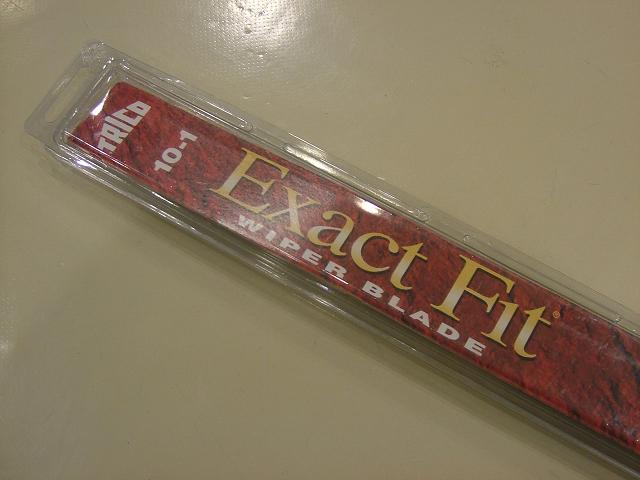 TRICO
10-1
Exact Fit®
WIPER BLADE